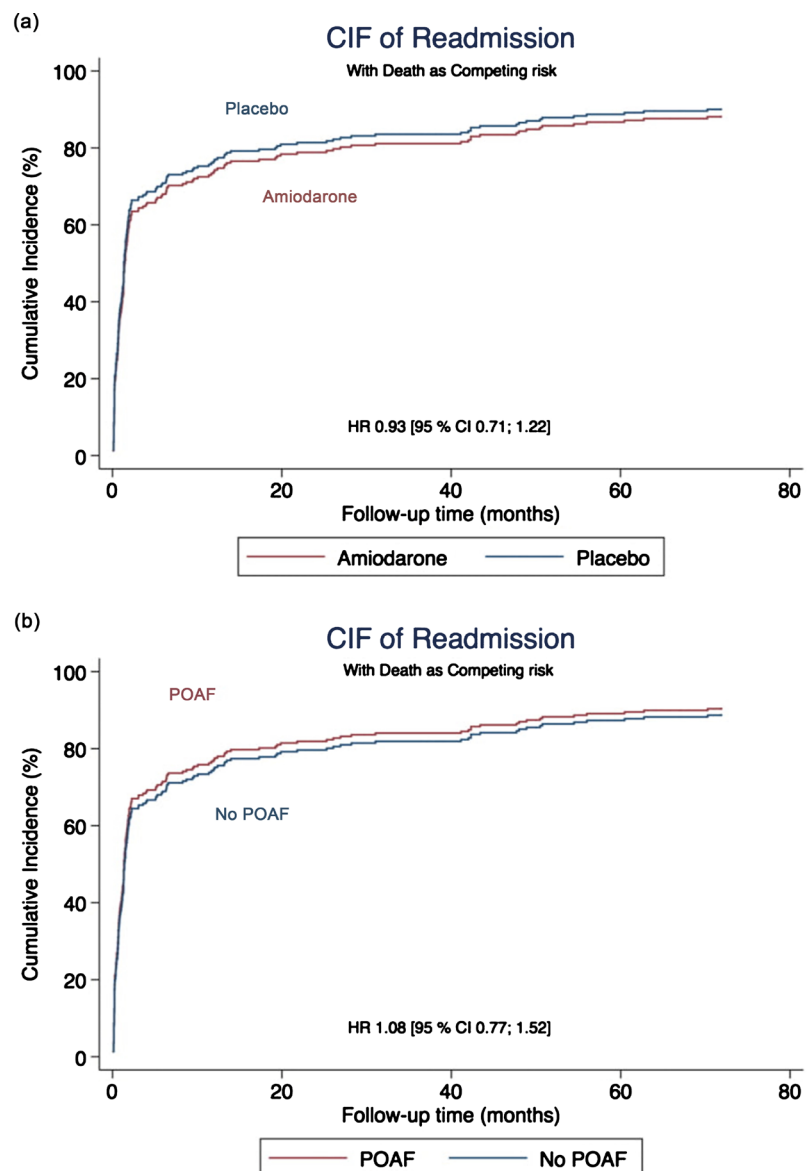 (a)
CIF of Readmission
With Death as Competing risk
100
80
60
40
20
0
Cumulative Incidence (%)
Placebo
Amiodarone
HR 0.93 [95 % CI 0.71; 1.22]
0 20 40 60 80
Follow-up time (months)
Amiodarone Placebo
(b)
CIF of Readmission
With Death as Competing risk
100
80
60
40
20
0
Cumulative Incidence (%)
POAF
No POAF
HR 1.08 [95 % CI 0.77; 1.52]
0 20 40 60 80
Follow-up time (months)
POAF No POAF